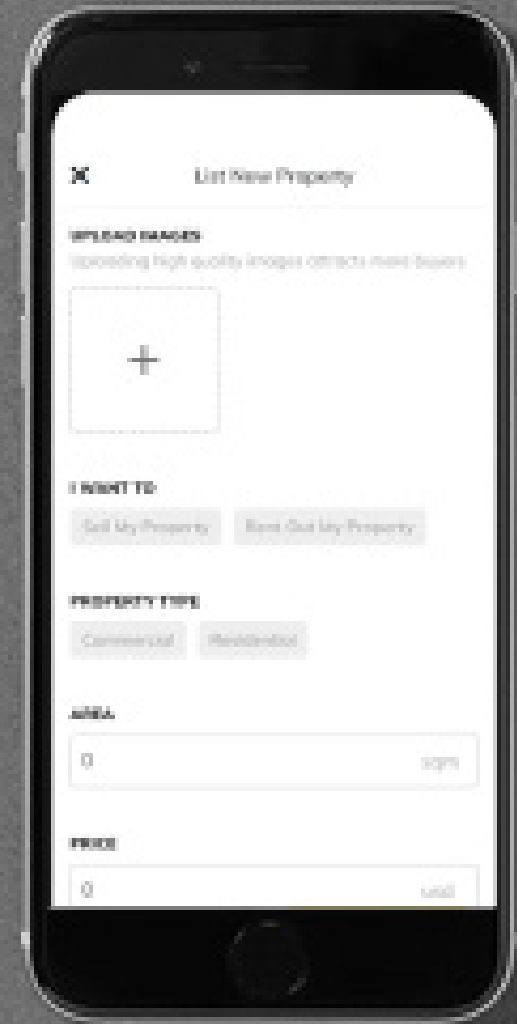 X List New Property
UPLOAD IMAGES
Uploading high quality images attracts more buyers
+
I WANT TO
Sell My Property Rent Out My Property
PROPERTY TYPE
Commercial Residential
AREA
0 sqm
PRICE
0 usd